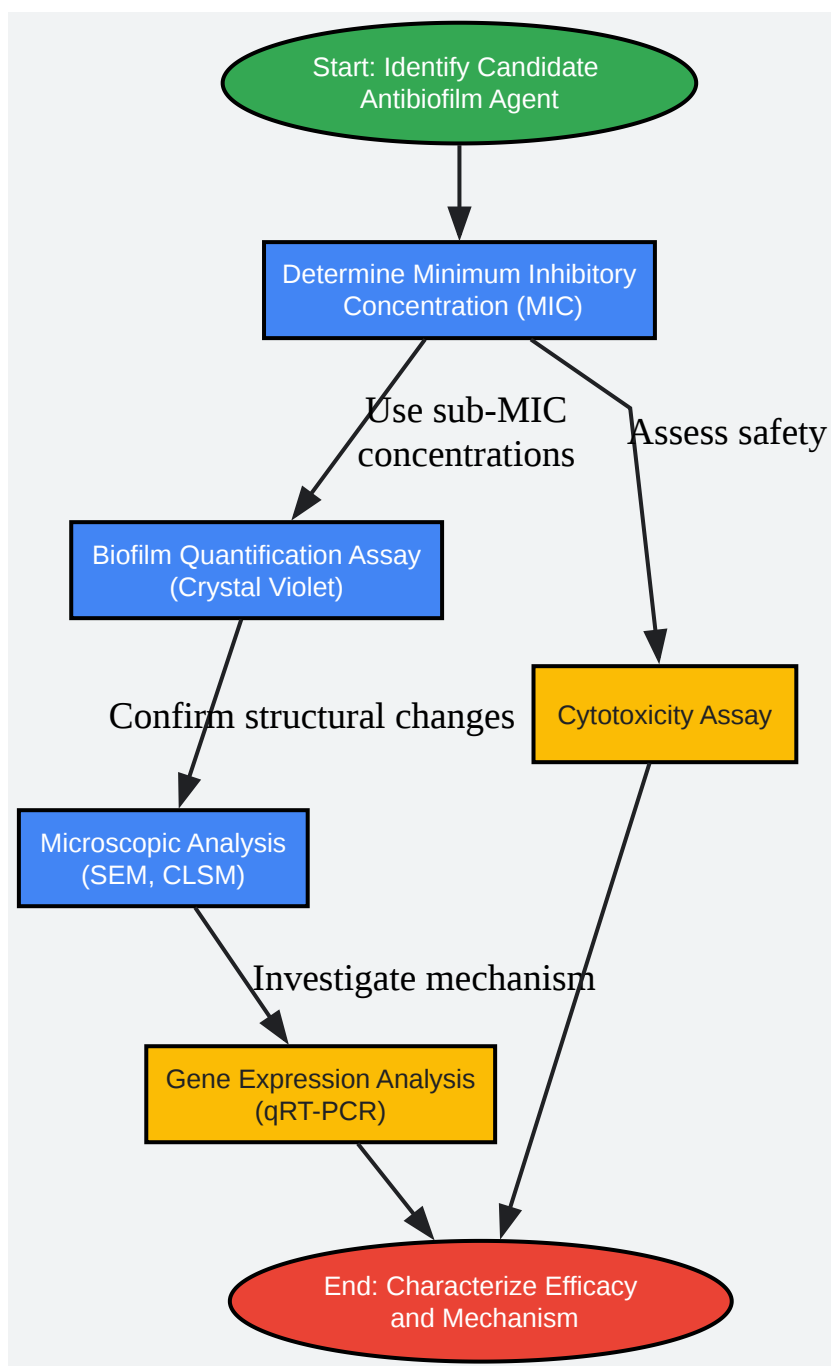 Start: Identify Candidate
Antibiofilm Agent
Determine Minimum Inhibitory
Concentration (MIC)
Use sub-MIC
concentrations
Assess safety
Biofilm Quantification Assay
(Crystal Violet)
Confirm structural changes
Cytotoxicity Assay
Microscopic Analysis
(SEM, CLSM)
Investigate mechanism
Gene Expression Analysis
(qRT-PCR)
End: Characterize Efficacy
and Mechanism